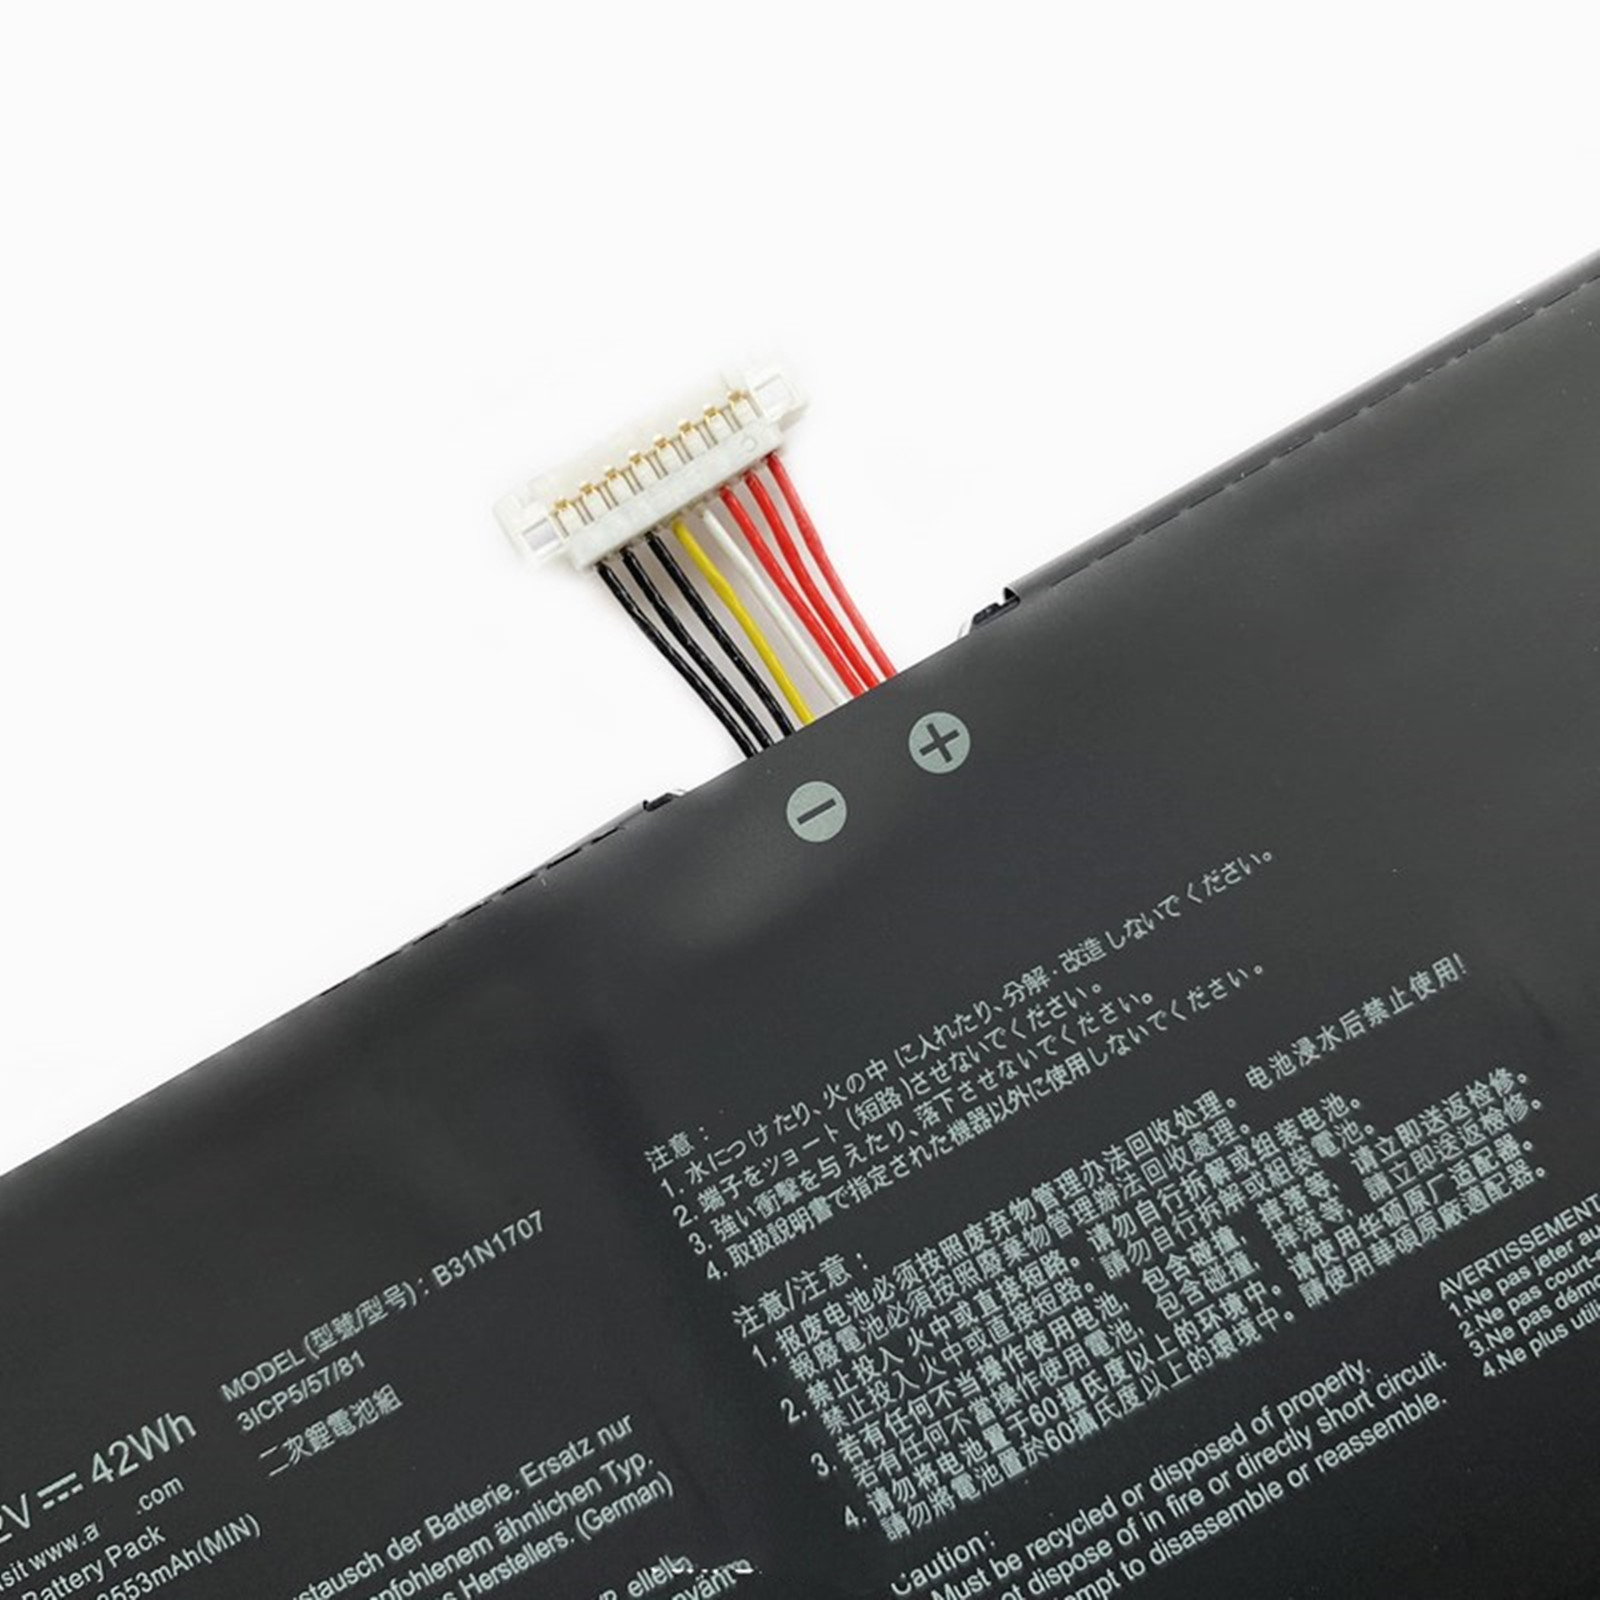 注意：
1. 水につけたり、火の中 に入れたり、分解・改造 しないでください。
2. 端子をツョート (短路)させないでください。
3. 強い衝撃を与えたり、落下させないでください。
4. 取扱說明書で指定された機器以外に使用しないでください。
注意/注意：
1. 报废电池必须按照废弃物管理办法回收处理。 电池浸水后禁止使用!
報廢電池必須按照廢棄物管理辦法回收處理。
2. 禁止投入 火中或直接短路。 请勿自行拆解或组装电池。
禁止投入火中或直接短路。 請勿自行拆解或組裝電池。
3. 若有任何不当操作使用电池， 包含碰撞， 摔落等， 请立即送返检修。
若有任何不當操作使用電池， 包含碰撞， 摔落等， 請立即送返檢修。
4. 请勿将电池置于60摄氏度以上的环境中。 请使用华硕原厂适配器。
請勿將電池置於60攝氏度以上的環境中。 請使用華碩原廠適配器。
MODEL (型號/型号) : B31N1707
3ICP5/57/81
二次鋰電池組
2V ⎓ 42Wh
www.a .com
Battery Pack
3553mAh(MIN)
der Batterie. Ersatz nur
ähnlichen Typ.
Herstellers. (German)
Caution:
Must be recycled or disposed of properly.
dispose of in fire or directly short circuit.
to disassemble or reassemble.
AVERTISSEMENT
1.Ne pas jeter au
2.Ne pas court-
3.Ne pas dém
4.Ne plus utili